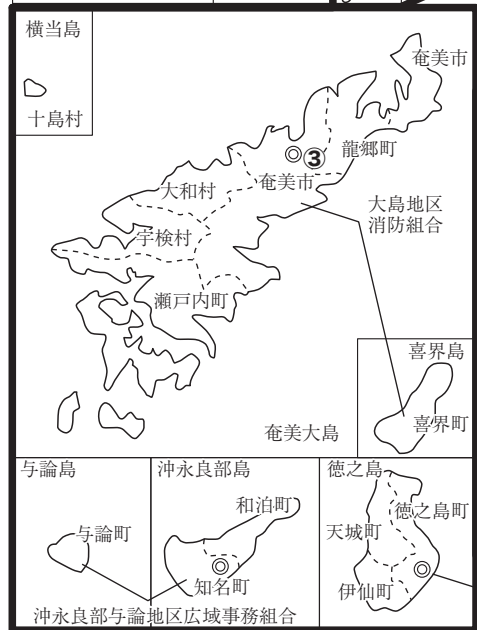 横当島
十島村
奄美市
龍郷町
③
奄美市
大和村
宇検村
瀬戸内町
大島地区
消防組合
喜界島
喜界町
奄美大島
与論島
与論町
沖永良部島
和泊町
知名町
徳之島
徳之島町
天城町
伊仙町
沖永良部与論地区広域事務組合